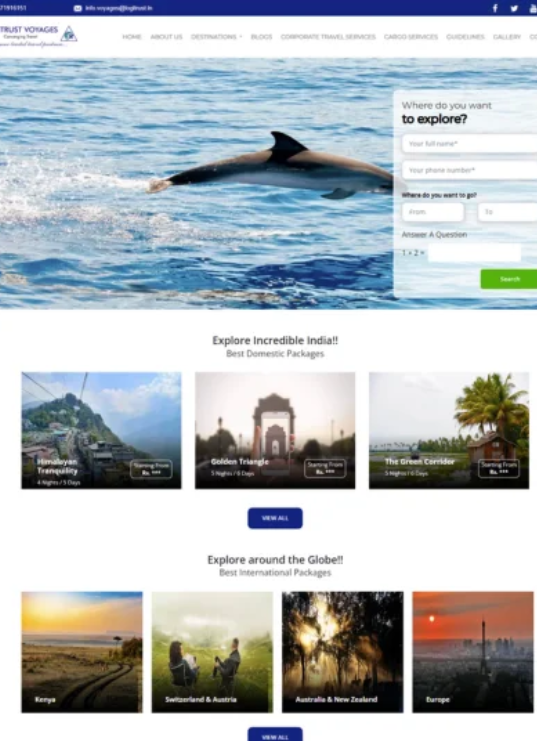 71916151 info.voyages@logitrust.in
TRUST VOYAGES
HOME ABOUT US DESTINATIONS BLOGS CORPORATE TRAVEL SERVICES CARGO SERVICES GUIDELINES GALLERY
Where do you want
to explore?
Your full name*
Your phone number*
Where do you want to go?
From To
Answer A Question
1 + 2 =
Search
Explore Incredible India!!
Best Domestic Packages
Himalayan
Tranquility
4 Nights / 5 Days
Starting From
Rs. ***
Golden Triangle
5 Nights / 6 Days
Starting From
Rs. ***
The Green Corridor
5 Nights / 6 Days
Starting From
Rs. ***
VIEW ALL
Explore around the Globe!!
Best International Packages
Kenya
Switzerland & Austria
Australia & New Zealand
Europe
VIEW ALL